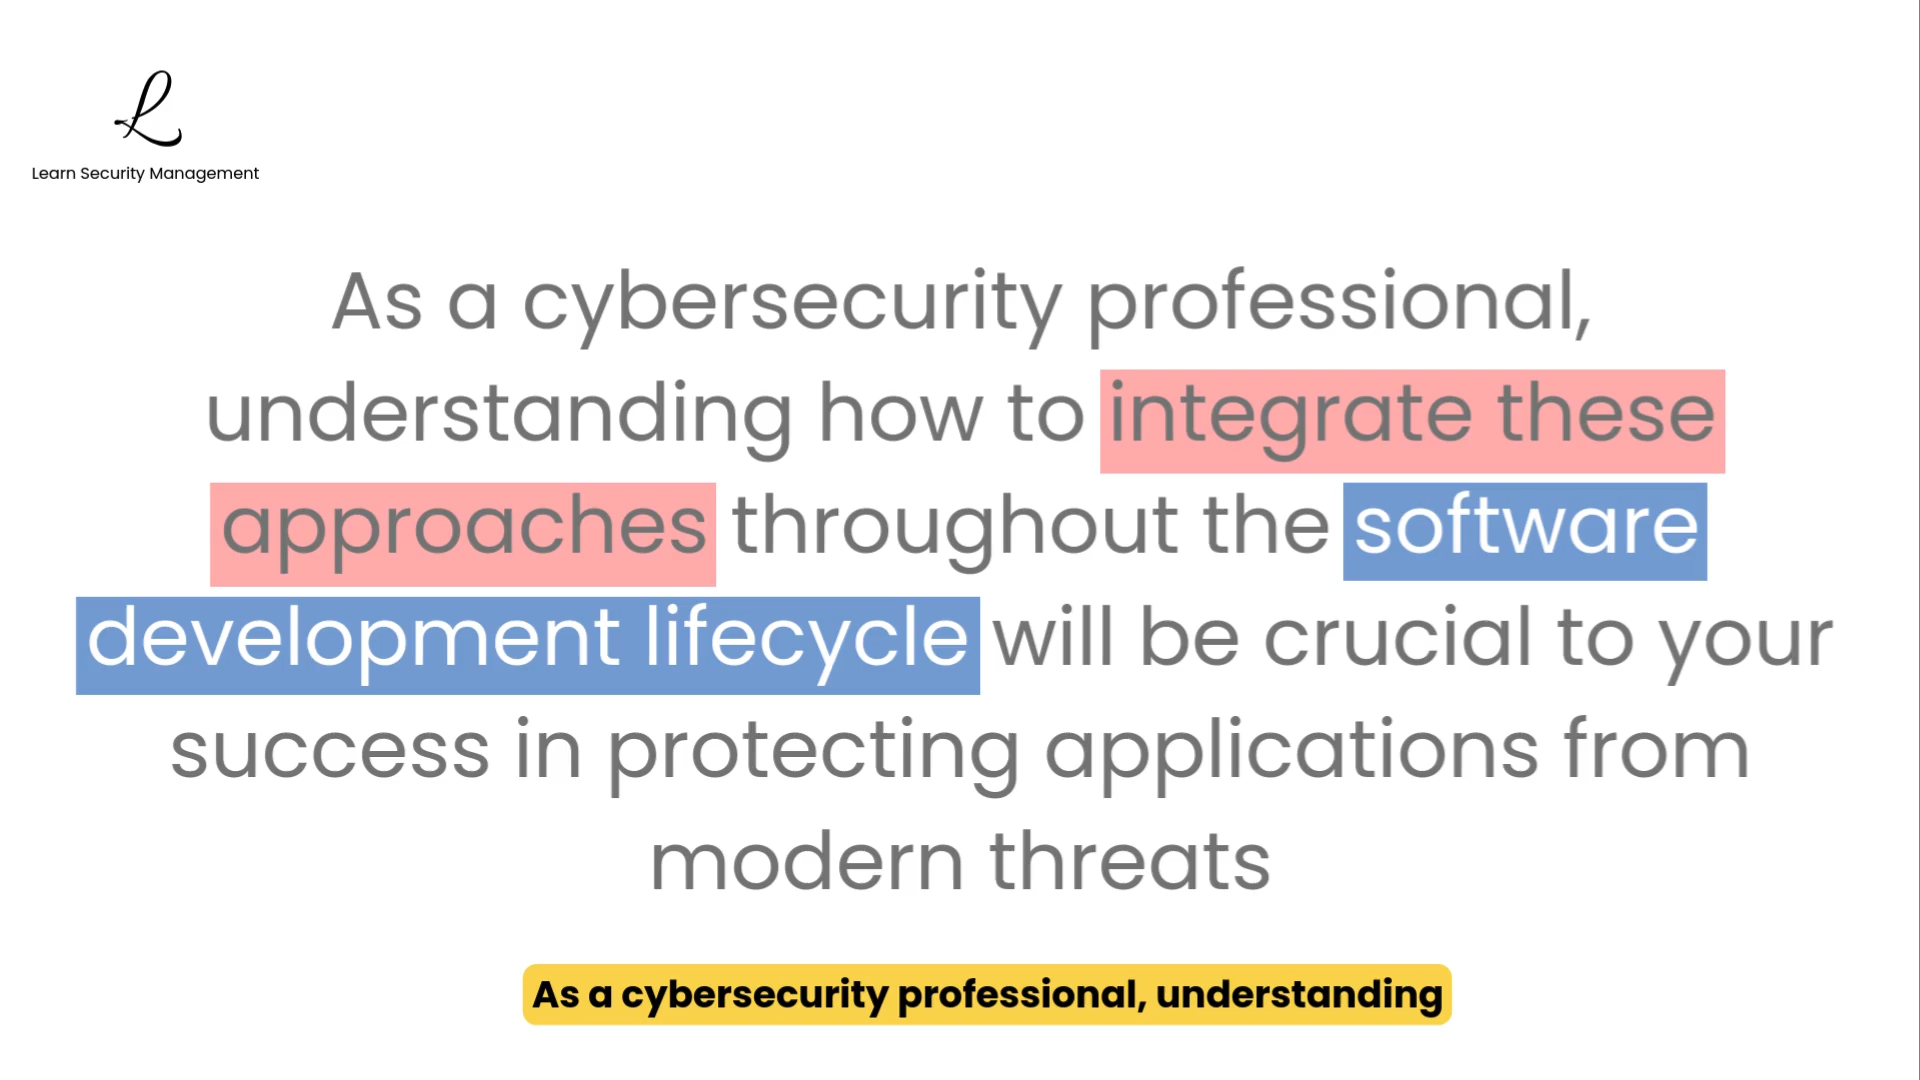 L
Learn Security Management
As a cybersecurity professional,
understanding how to integrate these
approaches throughout the software
development lifecycle will be crucial to your
success in protecting applications from
modern threats
As a cybersecurity professional, understanding